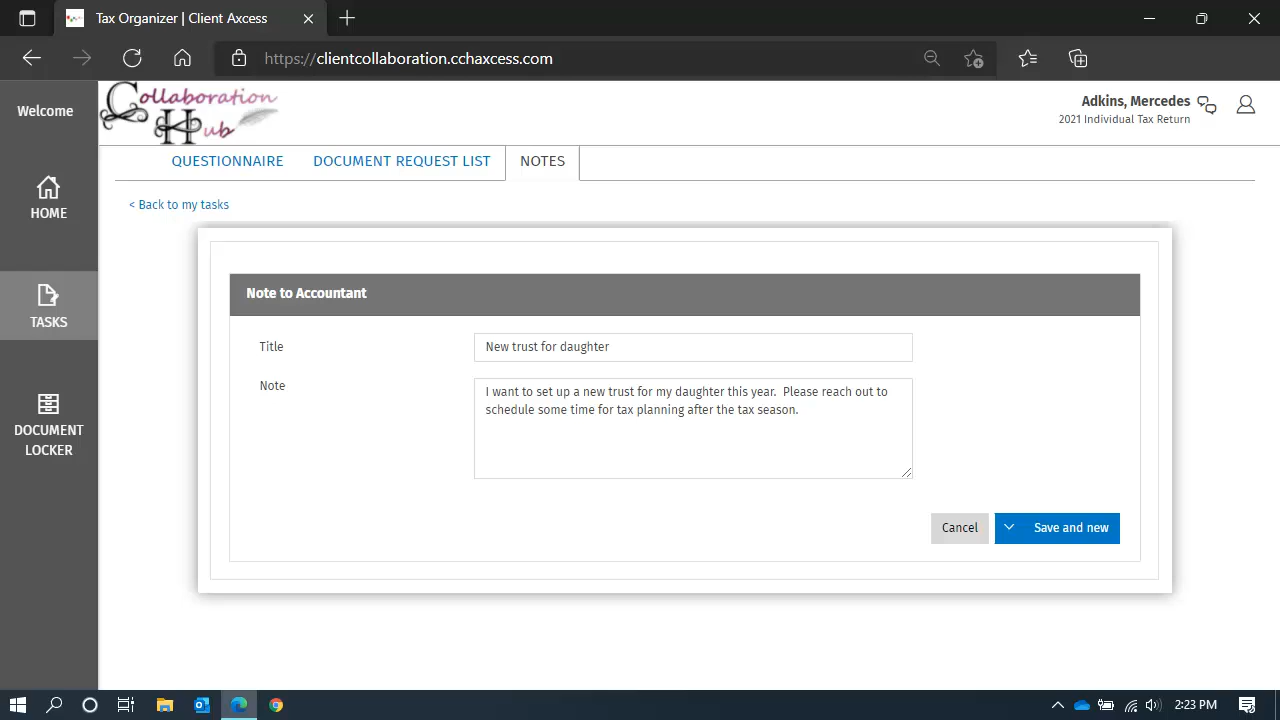 Tax Organizer | Client Axcess
https://clientcollaboration.cchaxcess.com
Welcome
Collaboration
Hub
Adkins, Mercedes
2021 Individual Tax Return
QUESTIONNAIRE
DOCUMENT REQUEST LIST
NOTES
< Back to my tasks
HOME
TASKS
DOCUMENT
LOCKER
Note to Accountant
Title
New trust for daughter
Note
I want to set up a new trust for my daughter this year.  Please reach out to
schedule some time for tax planning after the tax season.
Cancel
Save and new
2:23 PM